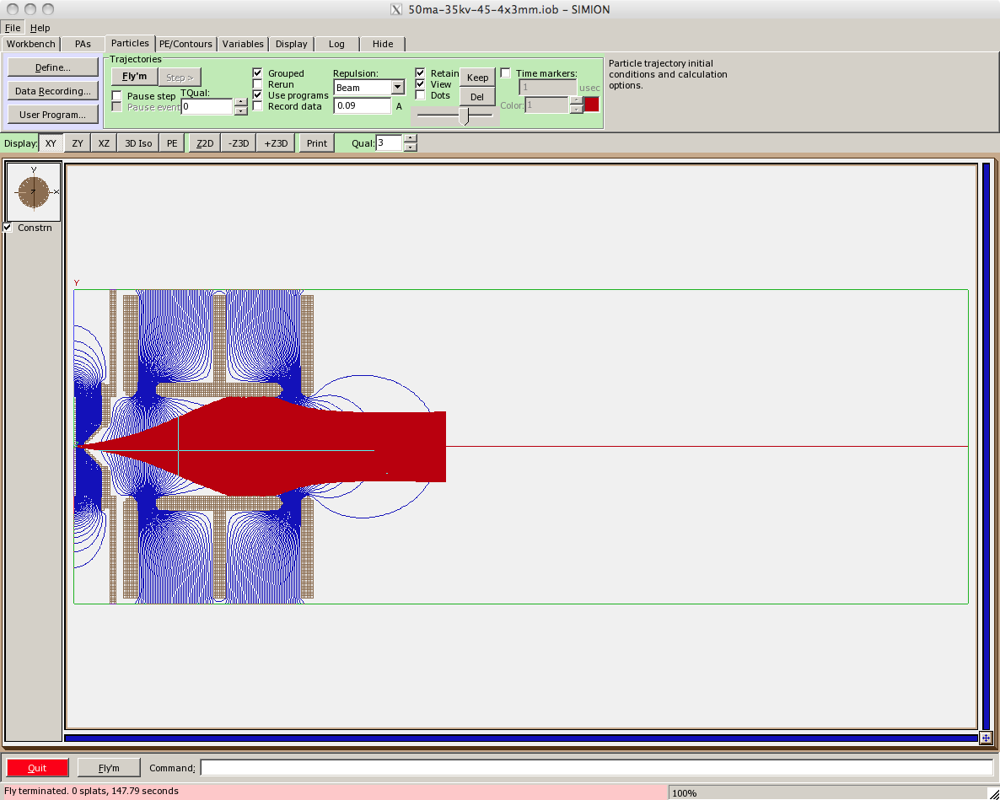 50ma-35kv-45-4x3mm.iob – SIMION
File Help
Workbench PAs Particles PE/Contours Variables Display Log Hide
Define...
Data Recording...
User Program...
Trajectories
Fly'm Step >
Pause step
Pause event
TQual:
0
Grouped
Rerun
Use programs
Record data
Repulsion:
Beam
0.09 A
Retain
View
Dots
Keep
Del
Time markers:
1 usec
Color: 1
Particle trajectory initial
conditions and calculation
options.
Display: XY ZY XZ 3D Iso PE Z2D -Z3D +Z3D Print Qual: 3
Y
X
Z
Constrn
Y
Quit Fly'm Command:
Fly terminated. 0 splats, 147.79 seconds
100%